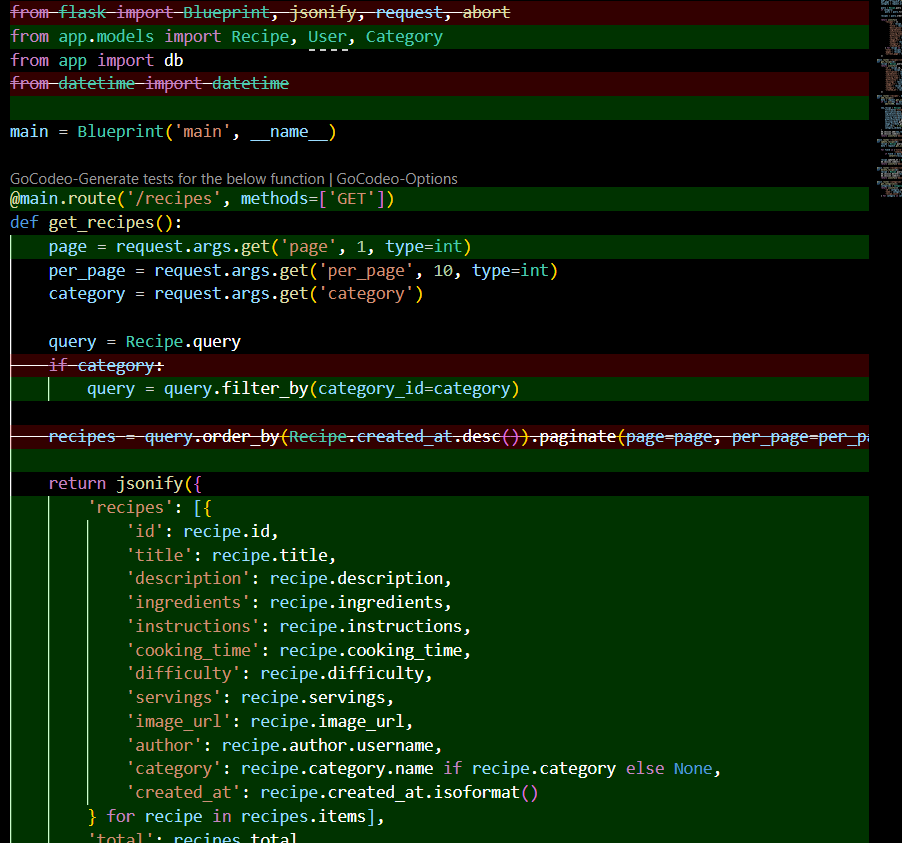 from flask import Blueprint, jsonify, request, abort
from app.models import Recipe, User, Category
from app import db
from datetime import datetime
main = Blueprint('main', __name__)
GoCodeo-Generate tests for the below function | GoCodeo-Options
@main.route('/recipes', methods=['GET'])
def get_recipes():
    page = request.args.get('page', 1, type=int)
    per_page = request.args.get('per_page', 10, type=int)
    category = request.args.get('category')
    query = Recipe.query
    if category:
        query = query.filter_by(category_id=category)
    recipes = query.order_by(Recipe.created_at.desc()).paginate(page=page, per_page=per_pa
    return jsonify({
        'recipes': [{
            'id': recipe.id,
            'title': recipe.title,
            'description': recipe.description,
            'ingredients': recipe.ingredients,
            'instructions': recipe.instructions,
            'cooking_time': recipe.cooking_time,
            'difficulty': recipe.difficulty,
            'servings': recipe.servings,
            'image_url': recipe.image_url,
            'author': recipe.author.username,
            'category': recipe.category.name if recipe.category else None,
            'created_at': recipe.created_at.isoformat()
        } for recipe in recipes.items],
        'total': recipes.total